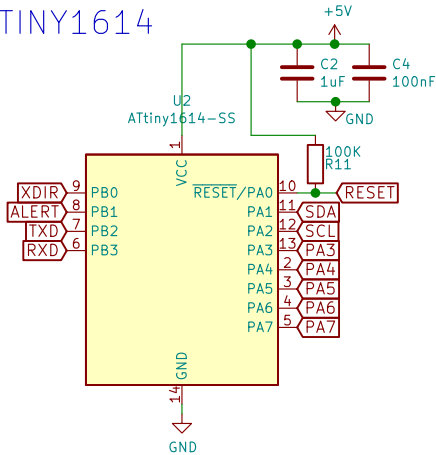 TINY1614
+5V
C2
1uF
C4
100nF
GND
U2
ATtiny1614-SS
1
VCC
100K
R11
XDIR 9 PB0
RESET/PA0 10 RESET
ALERT 8 PB1
PA1 11 SDA
TXD 7 PB2
PA2 12 SCL
RXD 6 PB3
PA3 13 PA3
PA4 2 PA4
PA5 3 PA5
PA6 4 PA6
PA7 5 PA7
GND
14
GND